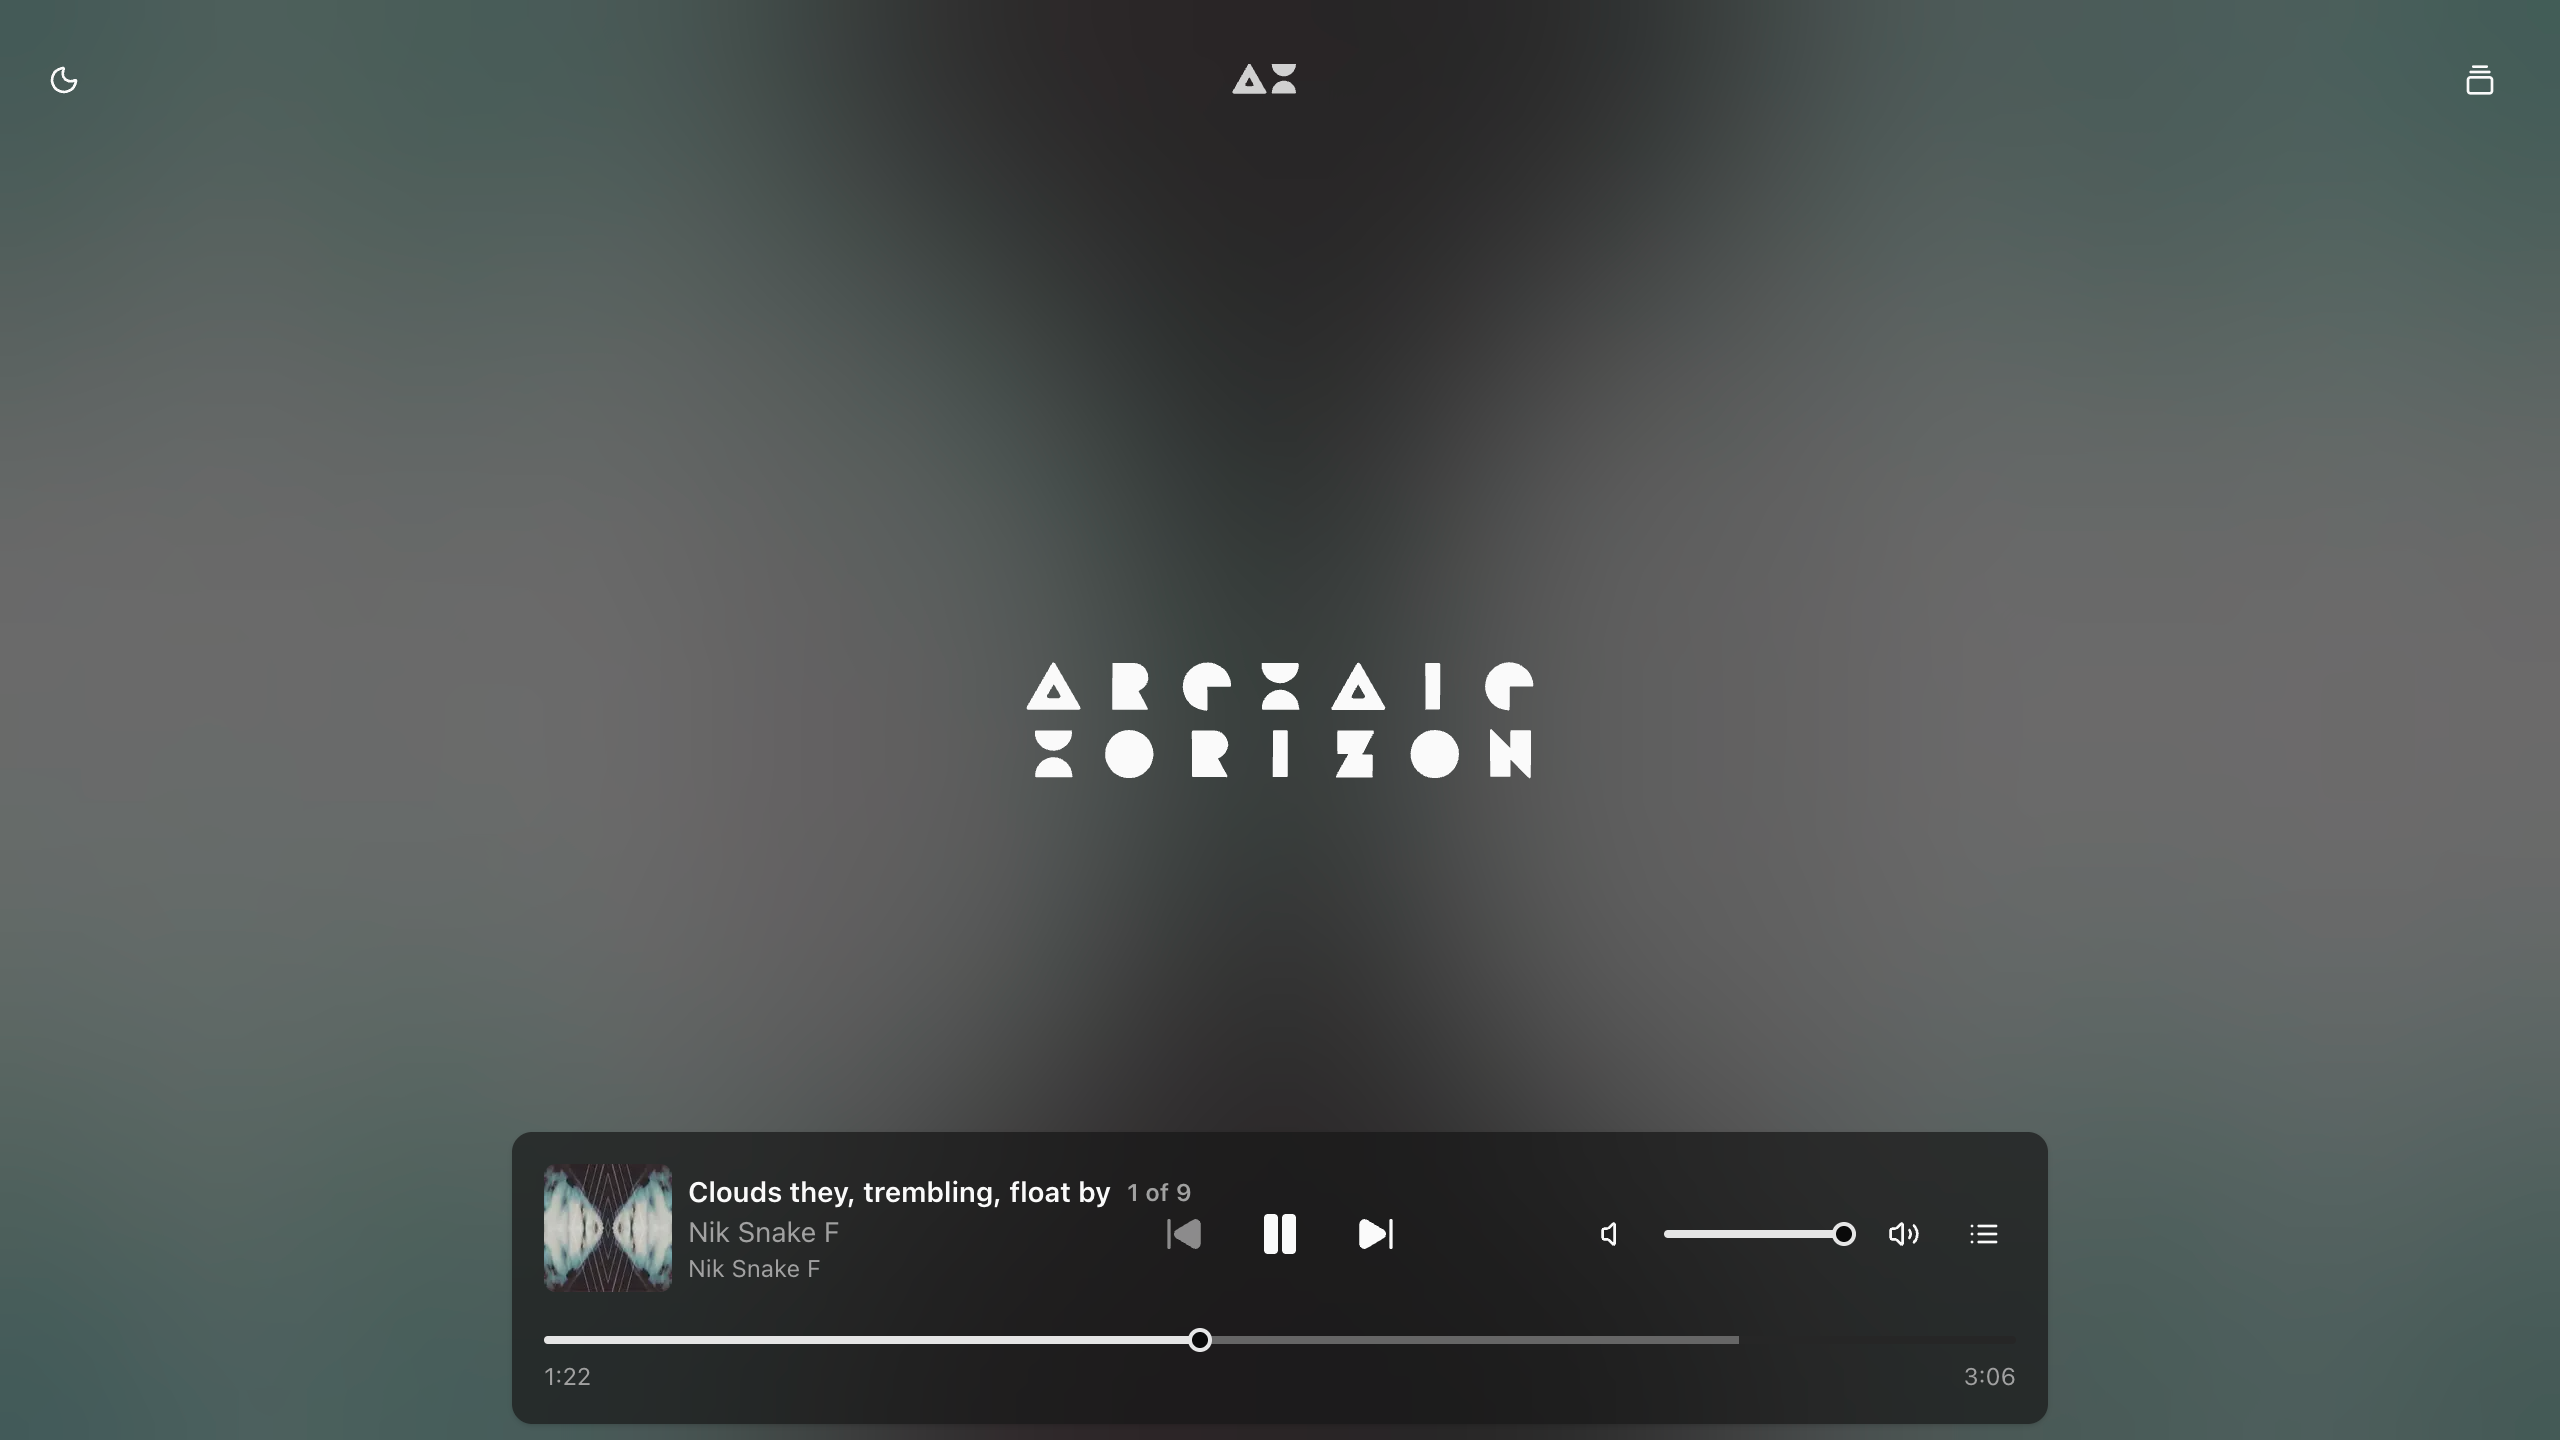 AH
ARCHAIC
HORIZON
Clouds they, trembling, float by 1 of 9
Nik Snake F
Nik Snake F
1:22
3:06